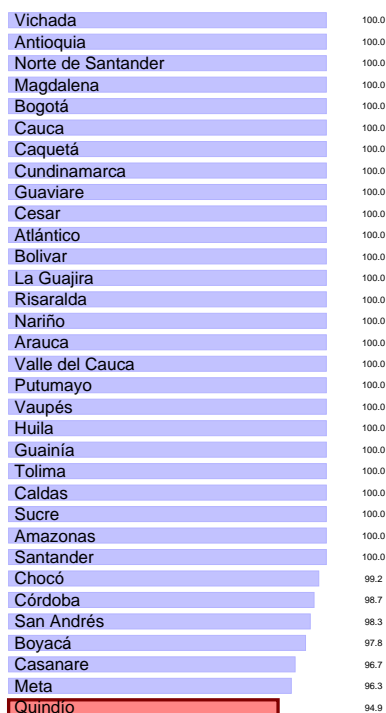 Vichada 100.0
Antioquia 100.0
Norte de Santander 100.0
Magdalena 100.0
Bogotá 100.0
Cauca 100.0
Caquetá 100.0
Cundinamarca 100.0
Guaviare 100.0
Cesar 100.0
Atlántico 100.0
Bolivar 100.0
La Guajira 100.0
Risaralda 100.0
Nariño 100.0
Arauca 100.0
Valle del Cauca 100.0
Putumayo 100.0
Vaupés 100.0
Huila 100.0
Guainía 100.0
Tolima 100.0
Caldas 100.0
Sucre 100.0
Amazonas 100.0
Santander 100.0
Chocó 99.2
Córdoba 98.7
San Andrés 98.3
Boyacá 97.8
Casanare 96.7
Meta 96.3
Quindío 94.9